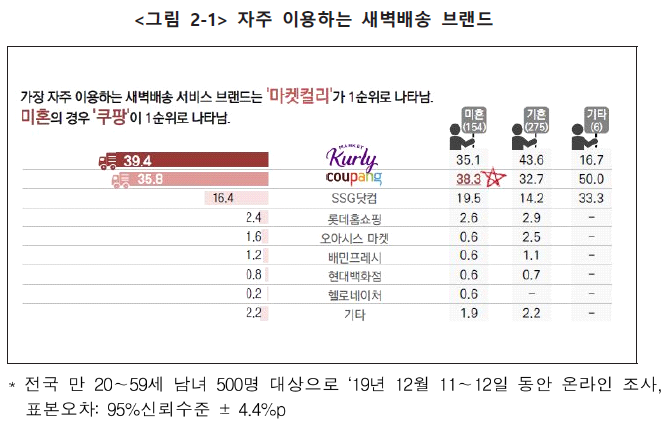 <그림 2-1> 자주 이용하는 새벽배송 브랜드
가장 자주 이용하는 새벽배송 서비스 브랜드는 '마켓컬리'가 1순위로 나타남.
미혼의 경우 '쿠팡'이 1순위로 나타남.
미혼 (154) 기혼 (275) 기타 (6)
39.4 MARKET Kurly 35.1 43.6 16.7
35.8 coupang 38.3 32.7 50.0
16.4 SSG닷컴 19.5 14.2 33.3
2.4 롯데홈쇼핑 2.6 2.9 -
1.6 오아시스 마켓 0.6 2.5 -
1.2 배민프레시 0.6 1.1 -
0.8 현대백화점 0.6 0.7 -
0.2 헬로네이처 0.6 - -
2.2 기타 1.9 2.2 -
* 전국 만 20~59세 남녀 500명 대상으로 '19년 12월 11~12일 동안 온라인 조사,
표본오차: 95%신뢰수준 ± 4.4%p